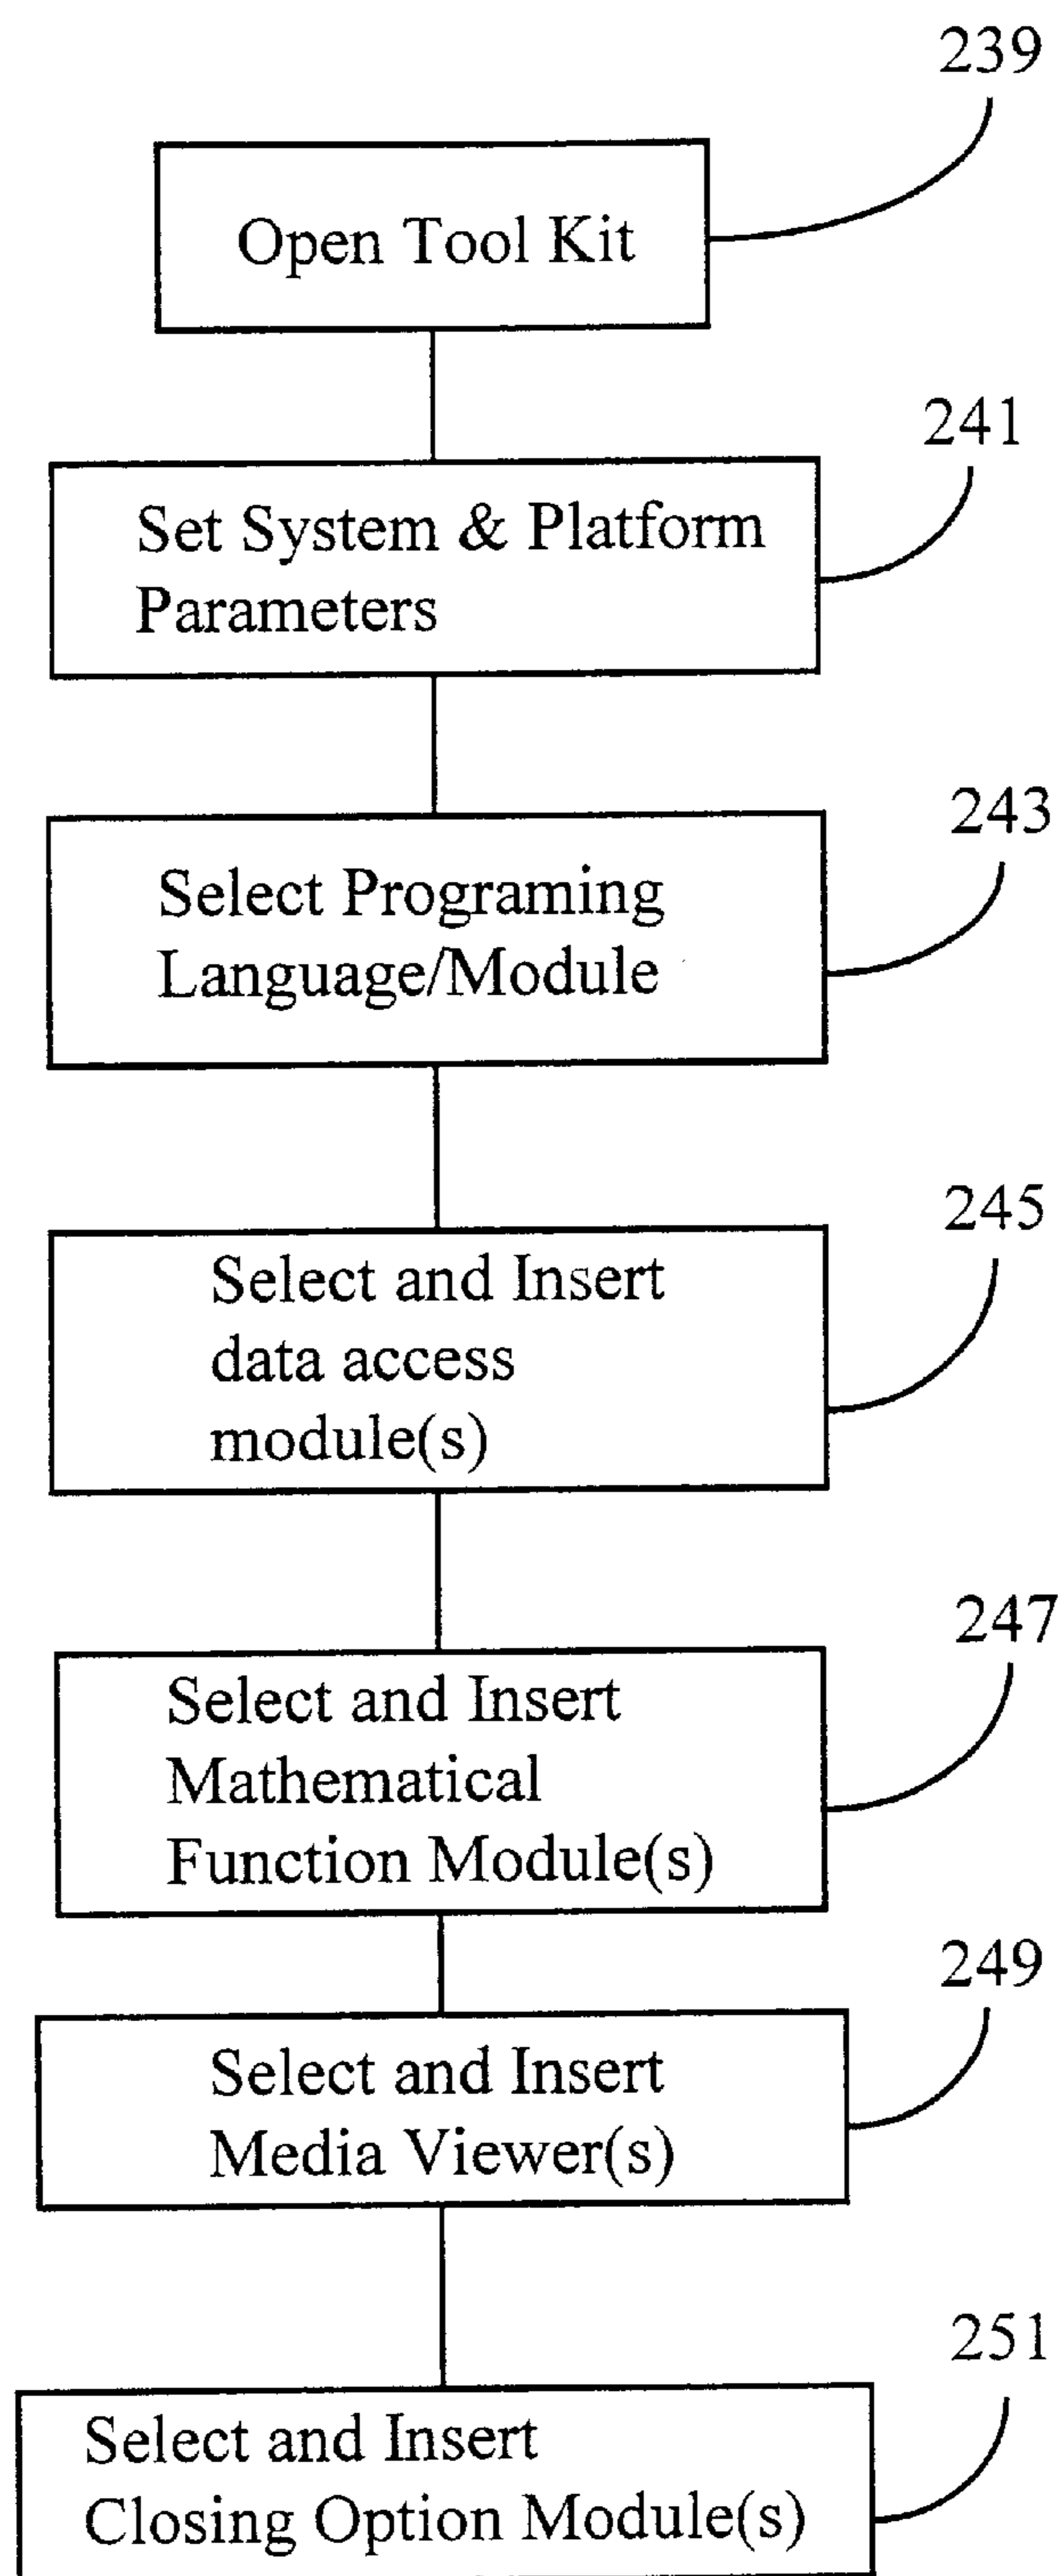 239
Open Tool Kit
241
Set System & Platform
Parameters
243
Select Programing
Language/Module
245
Select and Insert
data access
module(s)
247
Select and Insert
Mathematical
Function Module(s)
249
Select and Insert
Media Viewer(s)
251
Select and Insert
Closing Option Module(s)